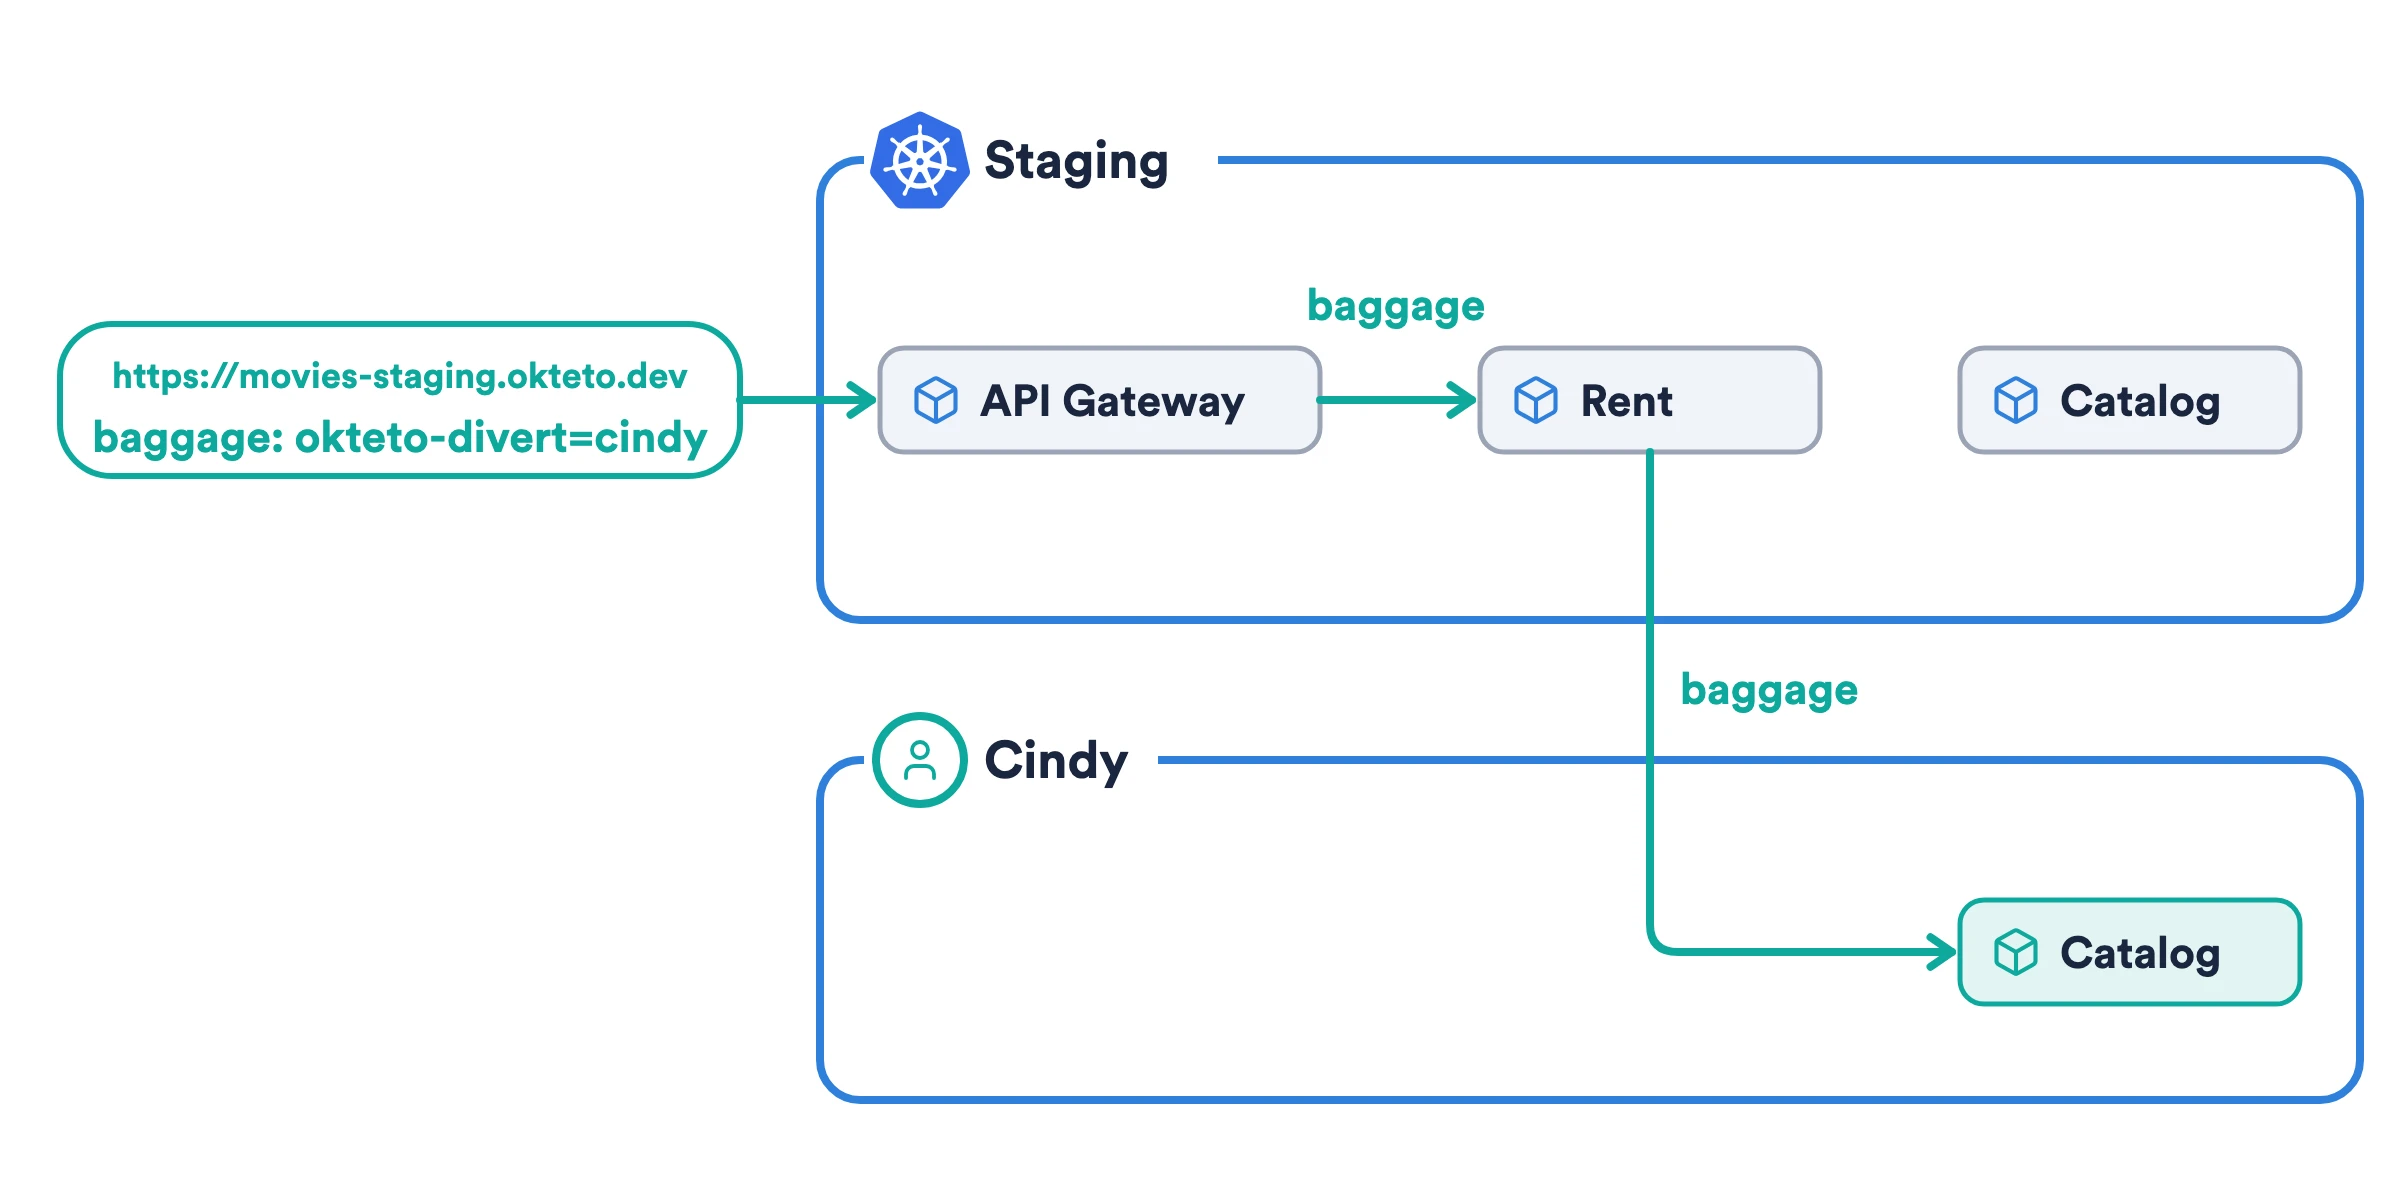 Staging
baggage
https://movies-staging.okteto.dev
baggage: okteto-divert=cindy
API Gateway
Rent
Catalog
baggage
Cindy
Catalog